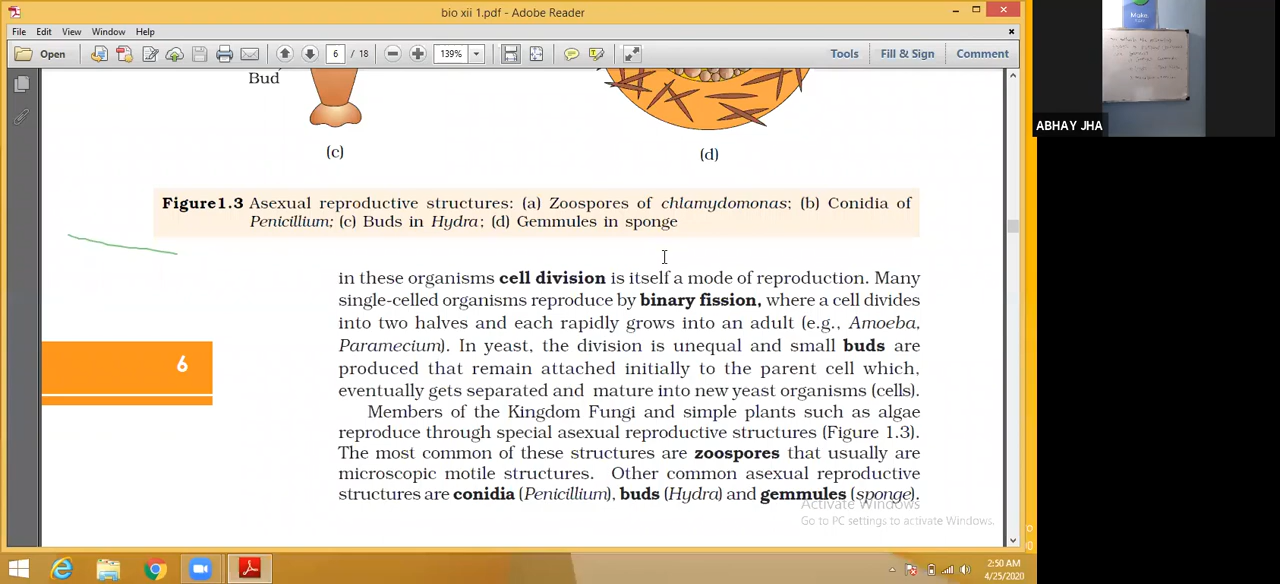 bio xii 1.pdf - Adobe Reader
File Edit View Window Help
Open 6 / 18 139% Tools Fill & Sign Comment
Make
Bud
ABHAY JHA
(c) (d)
Figure1.3 Asexual reproductive structures: (a) Zoospores of chlamydomonas; (b) Conidia of
Penicillium; (c) Buds in Hydra; (d) Gemmules in sponge
in these organisms cell division is itself a mode of reproduction. Many
single-celled organisms reproduce by binary fission, where a cell divides
into two halves and each rapidly grows into an adult (e.g., Amoeba,
Paramecium). In yeast, the division is unequal and small buds are
6
produced that remain attached initially to the parent cell which,
eventually gets separated and mature into new yeast organisms (cells).
Members of the Kingdom Fungi and simple plants such as algae
reproduce through special asexual reproductive structures (Figure 1.3).
The most common of these structures are zoospores that usually are
microscopic motile structures. Other common asexual reproductive
structures are conidia (Penicillium), buds (Hydra) and gemmules (sponge).
Activate Windows
Go to PC settings to activate Windows.
2:50 AM
4/25/2020